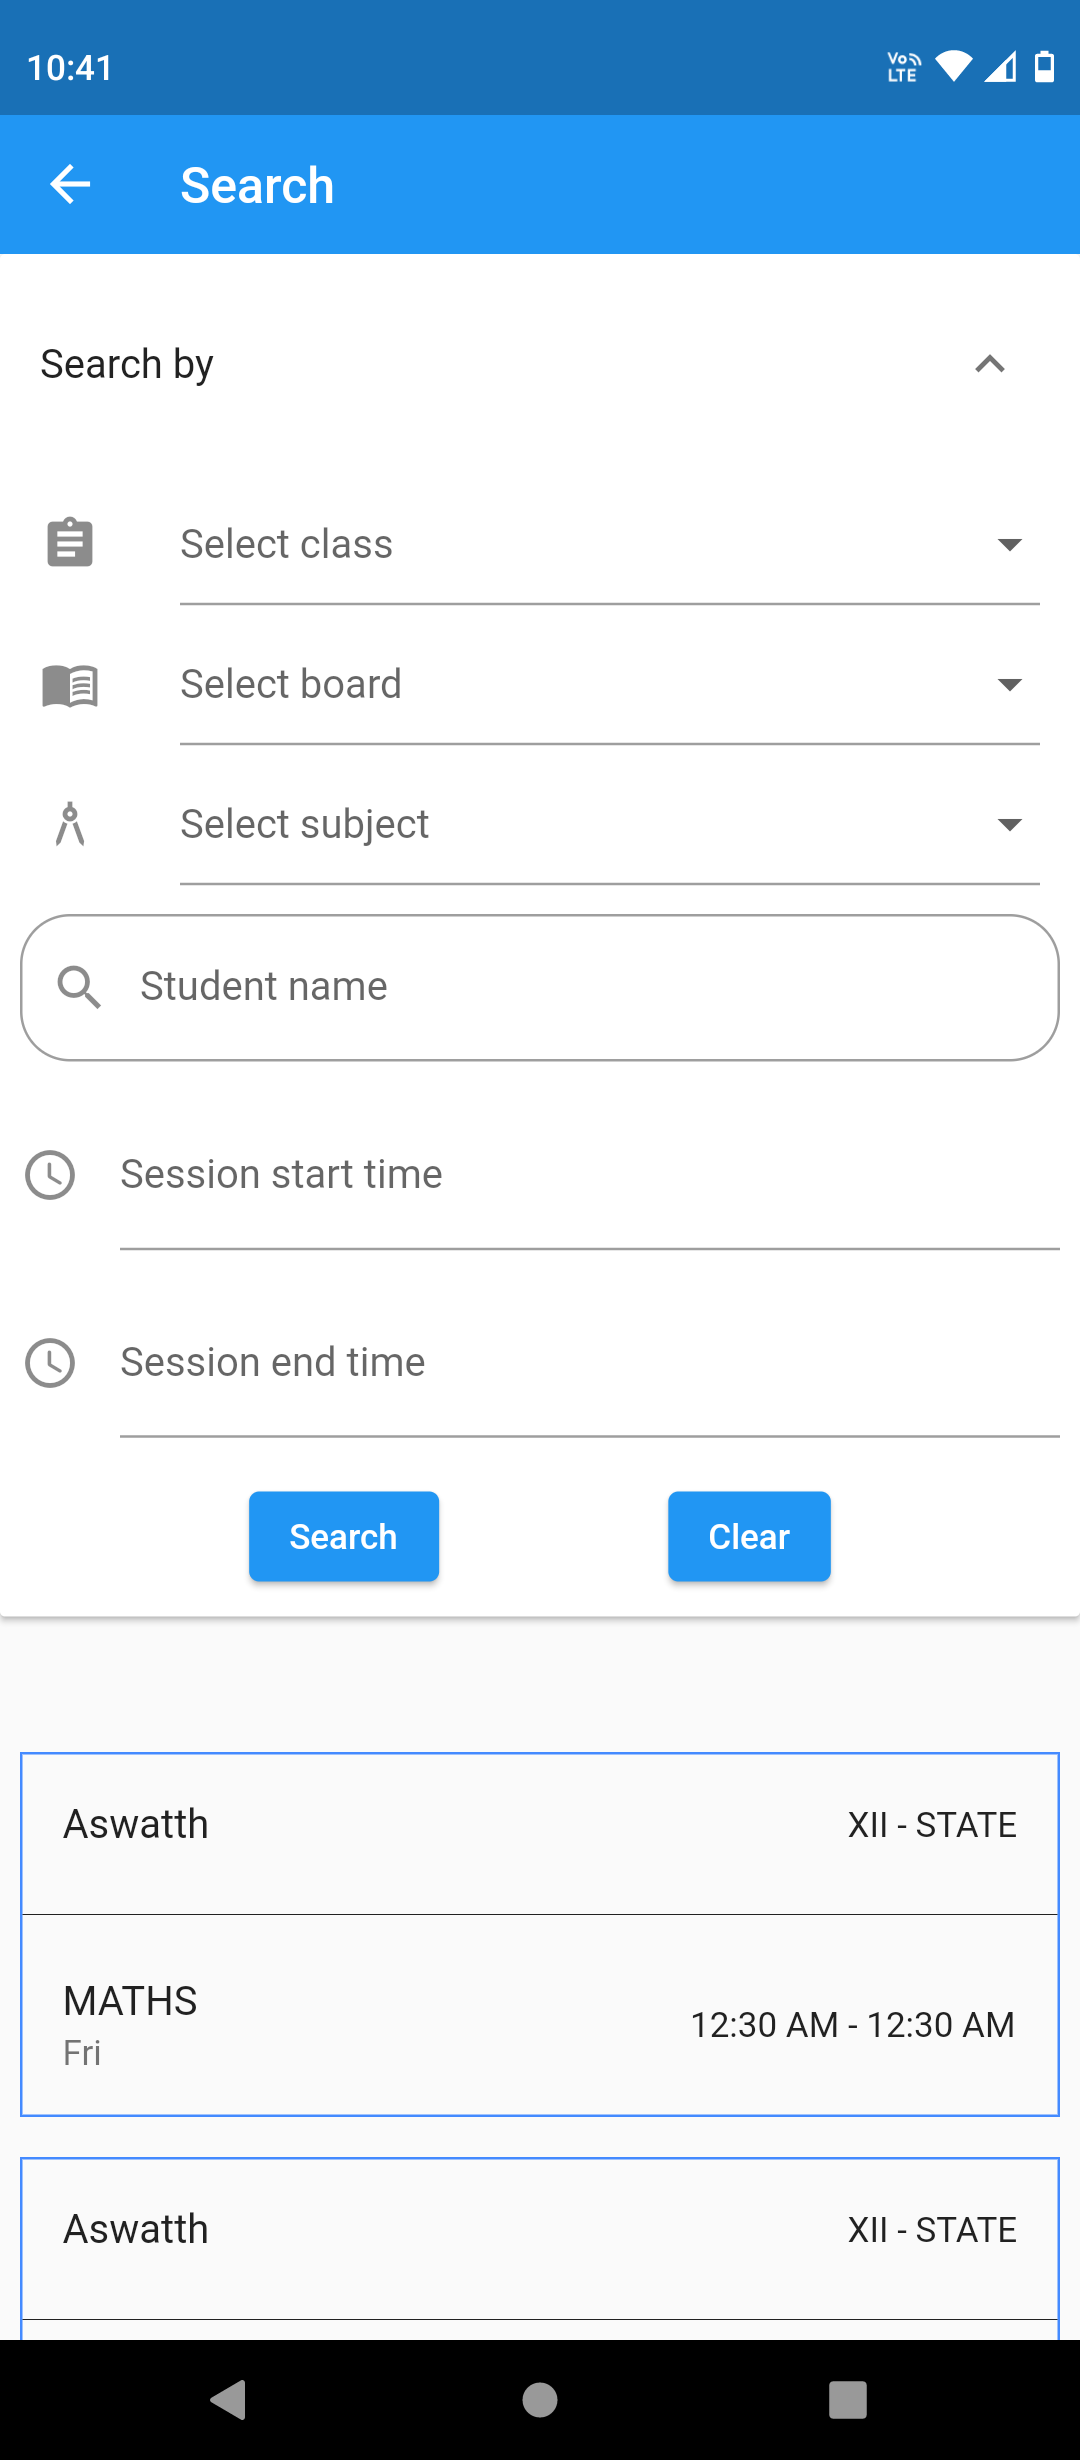 10:41
Vo LTE
Search
Search by
Select class
Select board
Select subject
Student name
Session start time
Session end time
Search Clear
Aswatth XII - STATE
MATHS
12:30 AM - 12:30 AM
Fri
Aswatth XII - STATE